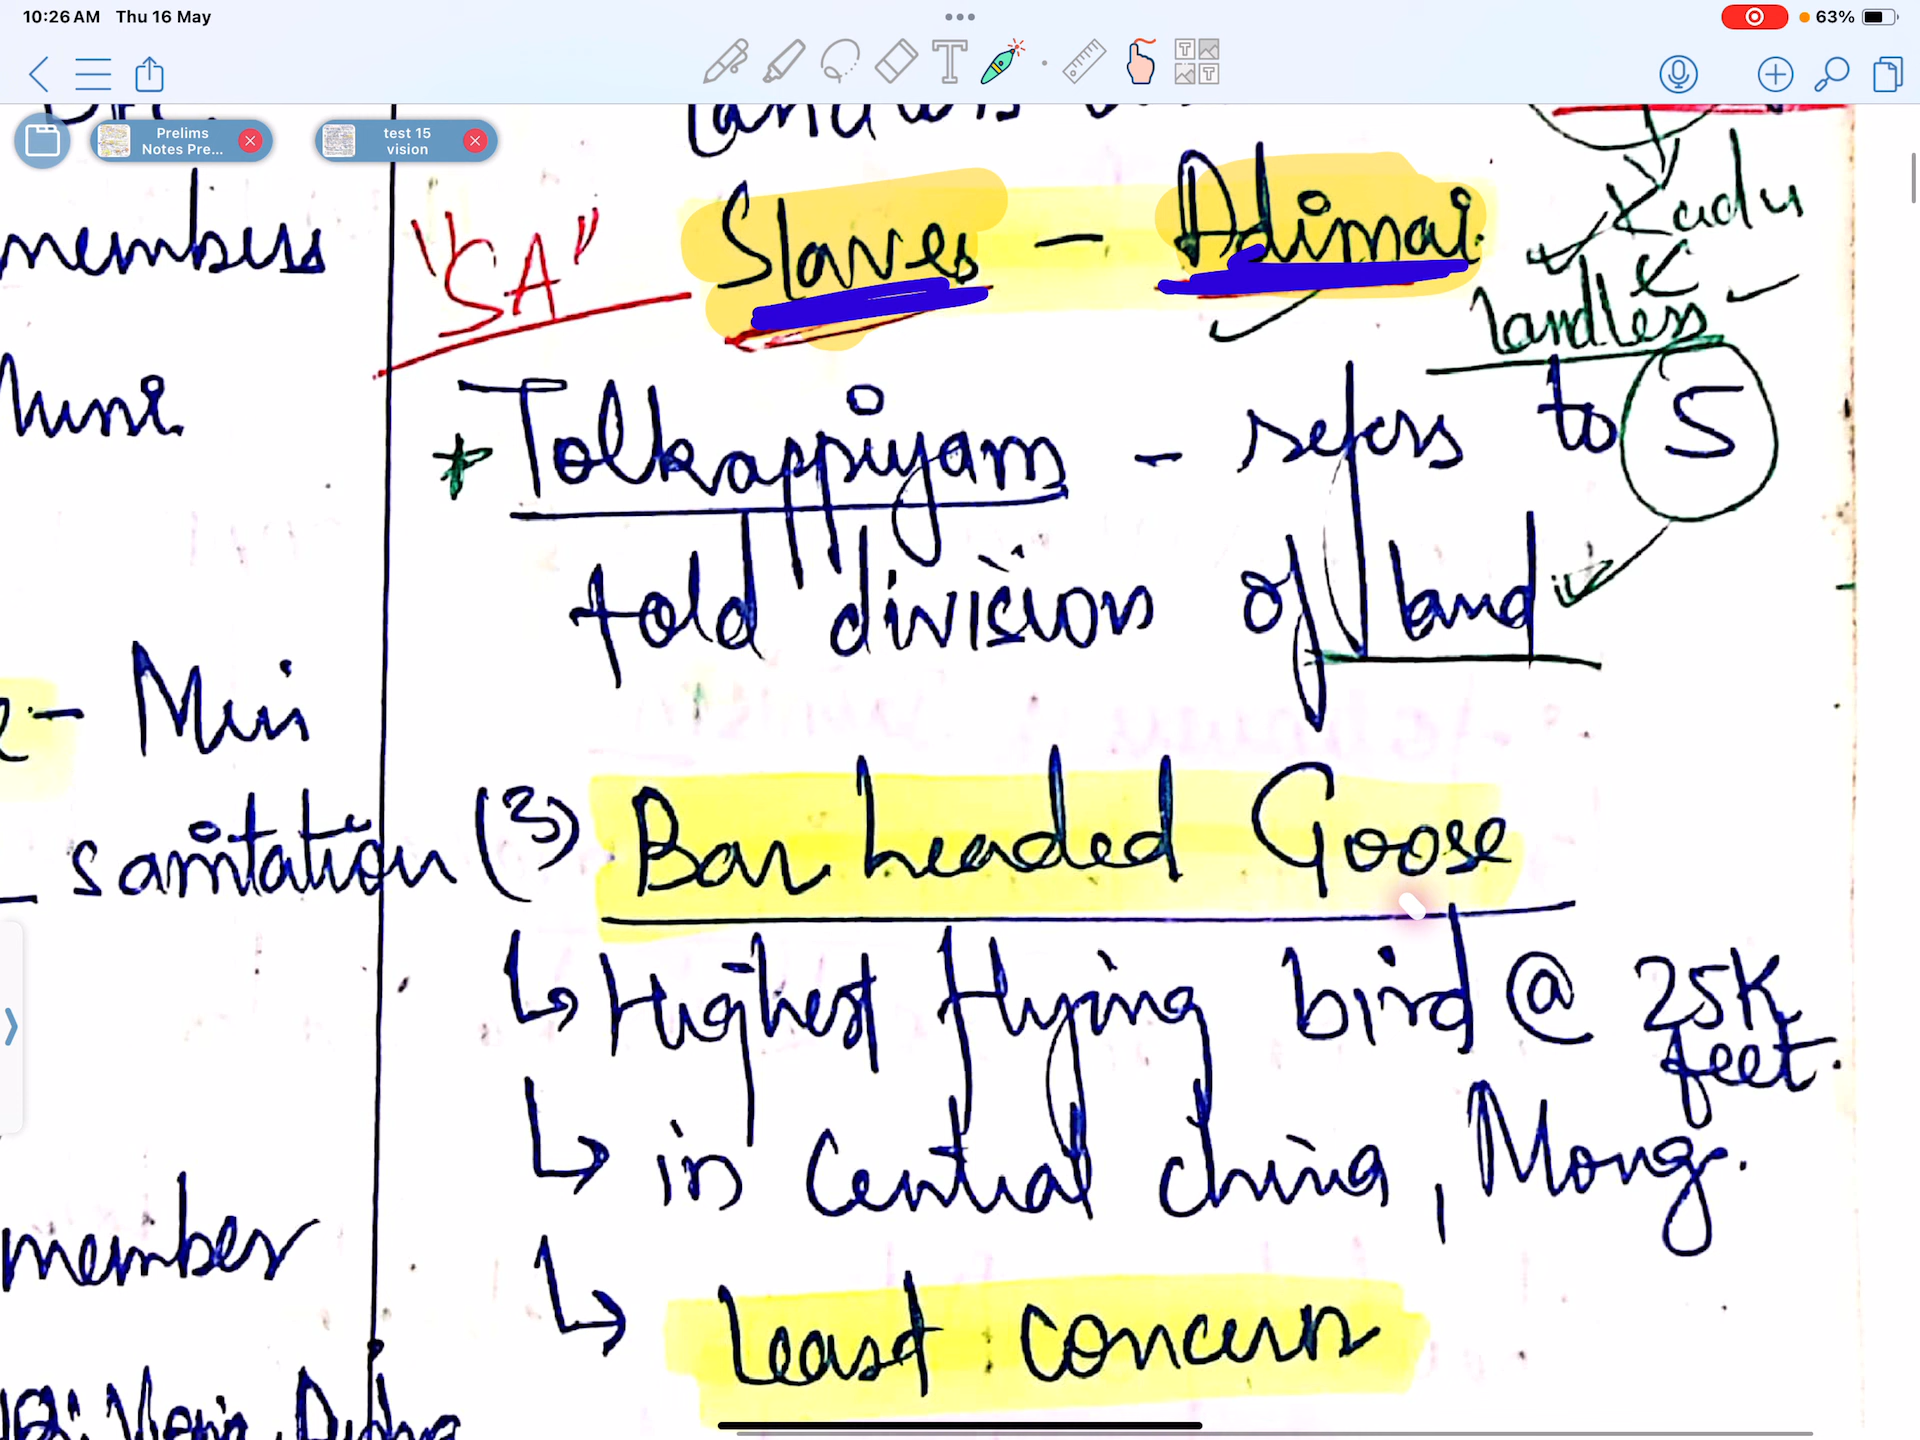 10:26 AM Thu 16 May
63%
Prelims
Notes Pre...
test 15
vision
members
Muni
- Min
sanitation
member
"SA" Slaves - Adimai
Kadu
&
landless
Tolkappiyam - refers to 5
fold division of land
(3) Bar headed Goose
Highest flying bird @ 25K
feet.
in Central china, Mong.
Least concern